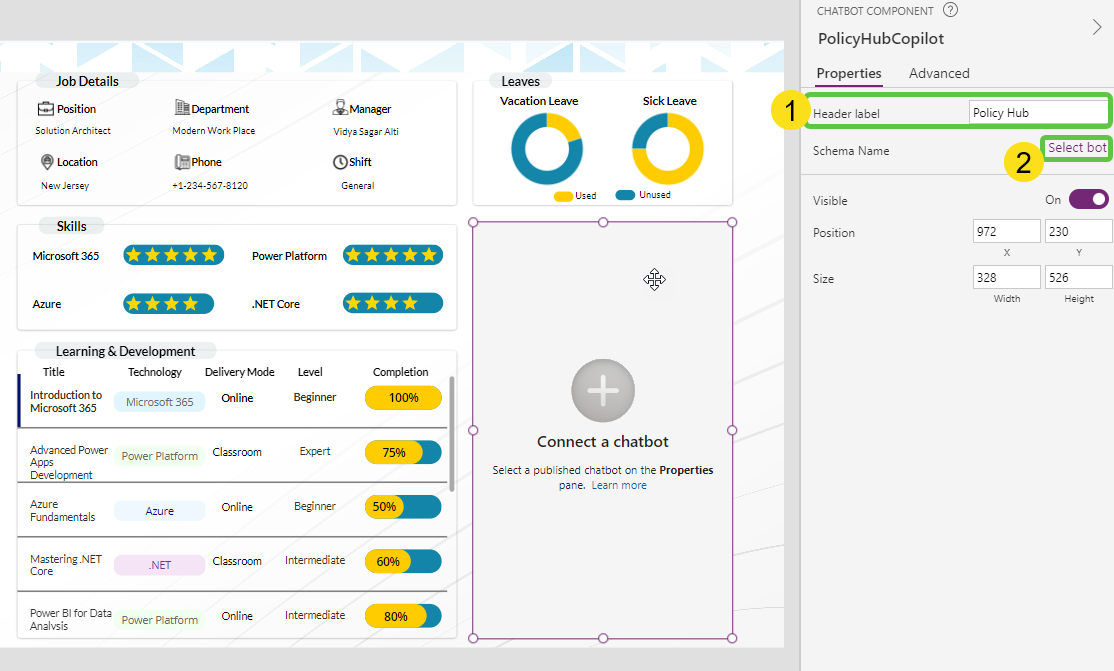 CHATBOT COMPONENT ?
PolicyHubCopilot
Properties Advanced
1
Header label Policy Hub
Schema Name Select bot
2
Visible On
Position 972 230
X Y
Size 328 526
Width Height
Job Details
Position Department Manager
Solution Architect Modern Work Place Vidya Sagar Alti
Location Phone Shift
New Jersey +1-234-567-8120 General
Leaves
Vacation Leave Sick Leave
Used Unused
Skills
Microsoft 365 Power Platform
Azure .NET Core
Learning & Development
Title Technology Delivery Mode Level Completion
Introduction to
Microsoft 365 Microsoft 365 Online Beginner 100%
Advanced Power
Apps
Development Power Platform Classroom Expert 75%
Azure
Fundamentals Azure Online Beginner 50%
Mastering .NET
Core .NET Classroom Intermediate 60%
Power BI for Data
Analysis Power Platform Online Intermediate 80%
Connect a chatbot
Select a published chatbot on the Properties
pane. Learn more